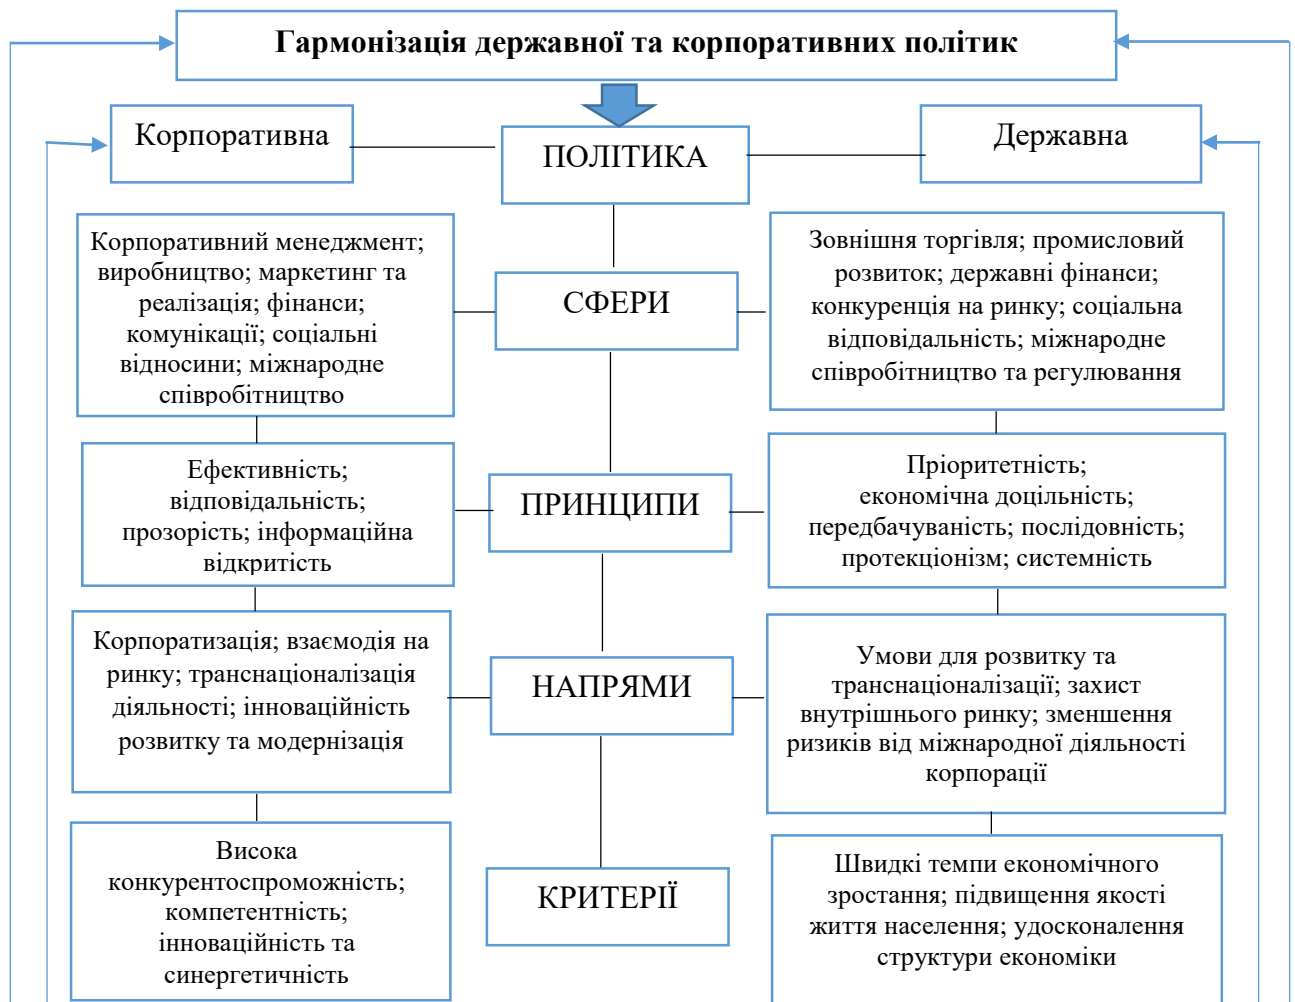 Гармонізація державної та корпоративних політик
Корпоративна
ПОЛІТИКА
Державна
Корпоративний менеджмент;
виробництво; маркетинг та
реалізація; фінанси;
комунікації; соціальні
відносини; міжнародне
співробітництво
СФЕРИ
Зовнішня торгівля; промисловий
розвиток; державні фінанси;
конкуренція на ринку; соціальна
відповідальність; міжнародне
співробітництво та регулювання
Ефективність;
відповідальність;
прозорість; інформаційна
відкритість
ПРИНЦИПИ
Пріоритетність;
економічна доцільність;
передбачуваність; послідовність;
протекціонізм; системність
Корпоратизація; взаємодія на
ринку; транснаціоналізація
діяльності; інноваційність
розвитку та модернізація
НАПРЯМИ
Умови для розвитку та
транснаціоналізації; захист
внутрішнього ринку; зменшення
ризиків від міжнародної діяльності
корпорації
Висока
конкурентоспроможність;
компетентність;
інноваційність та
синергетичність
КРИТЕРІЇ
Швидкі темпи економічного
зростання; підвищення якості
життя населення; удосконалення
структури економіки